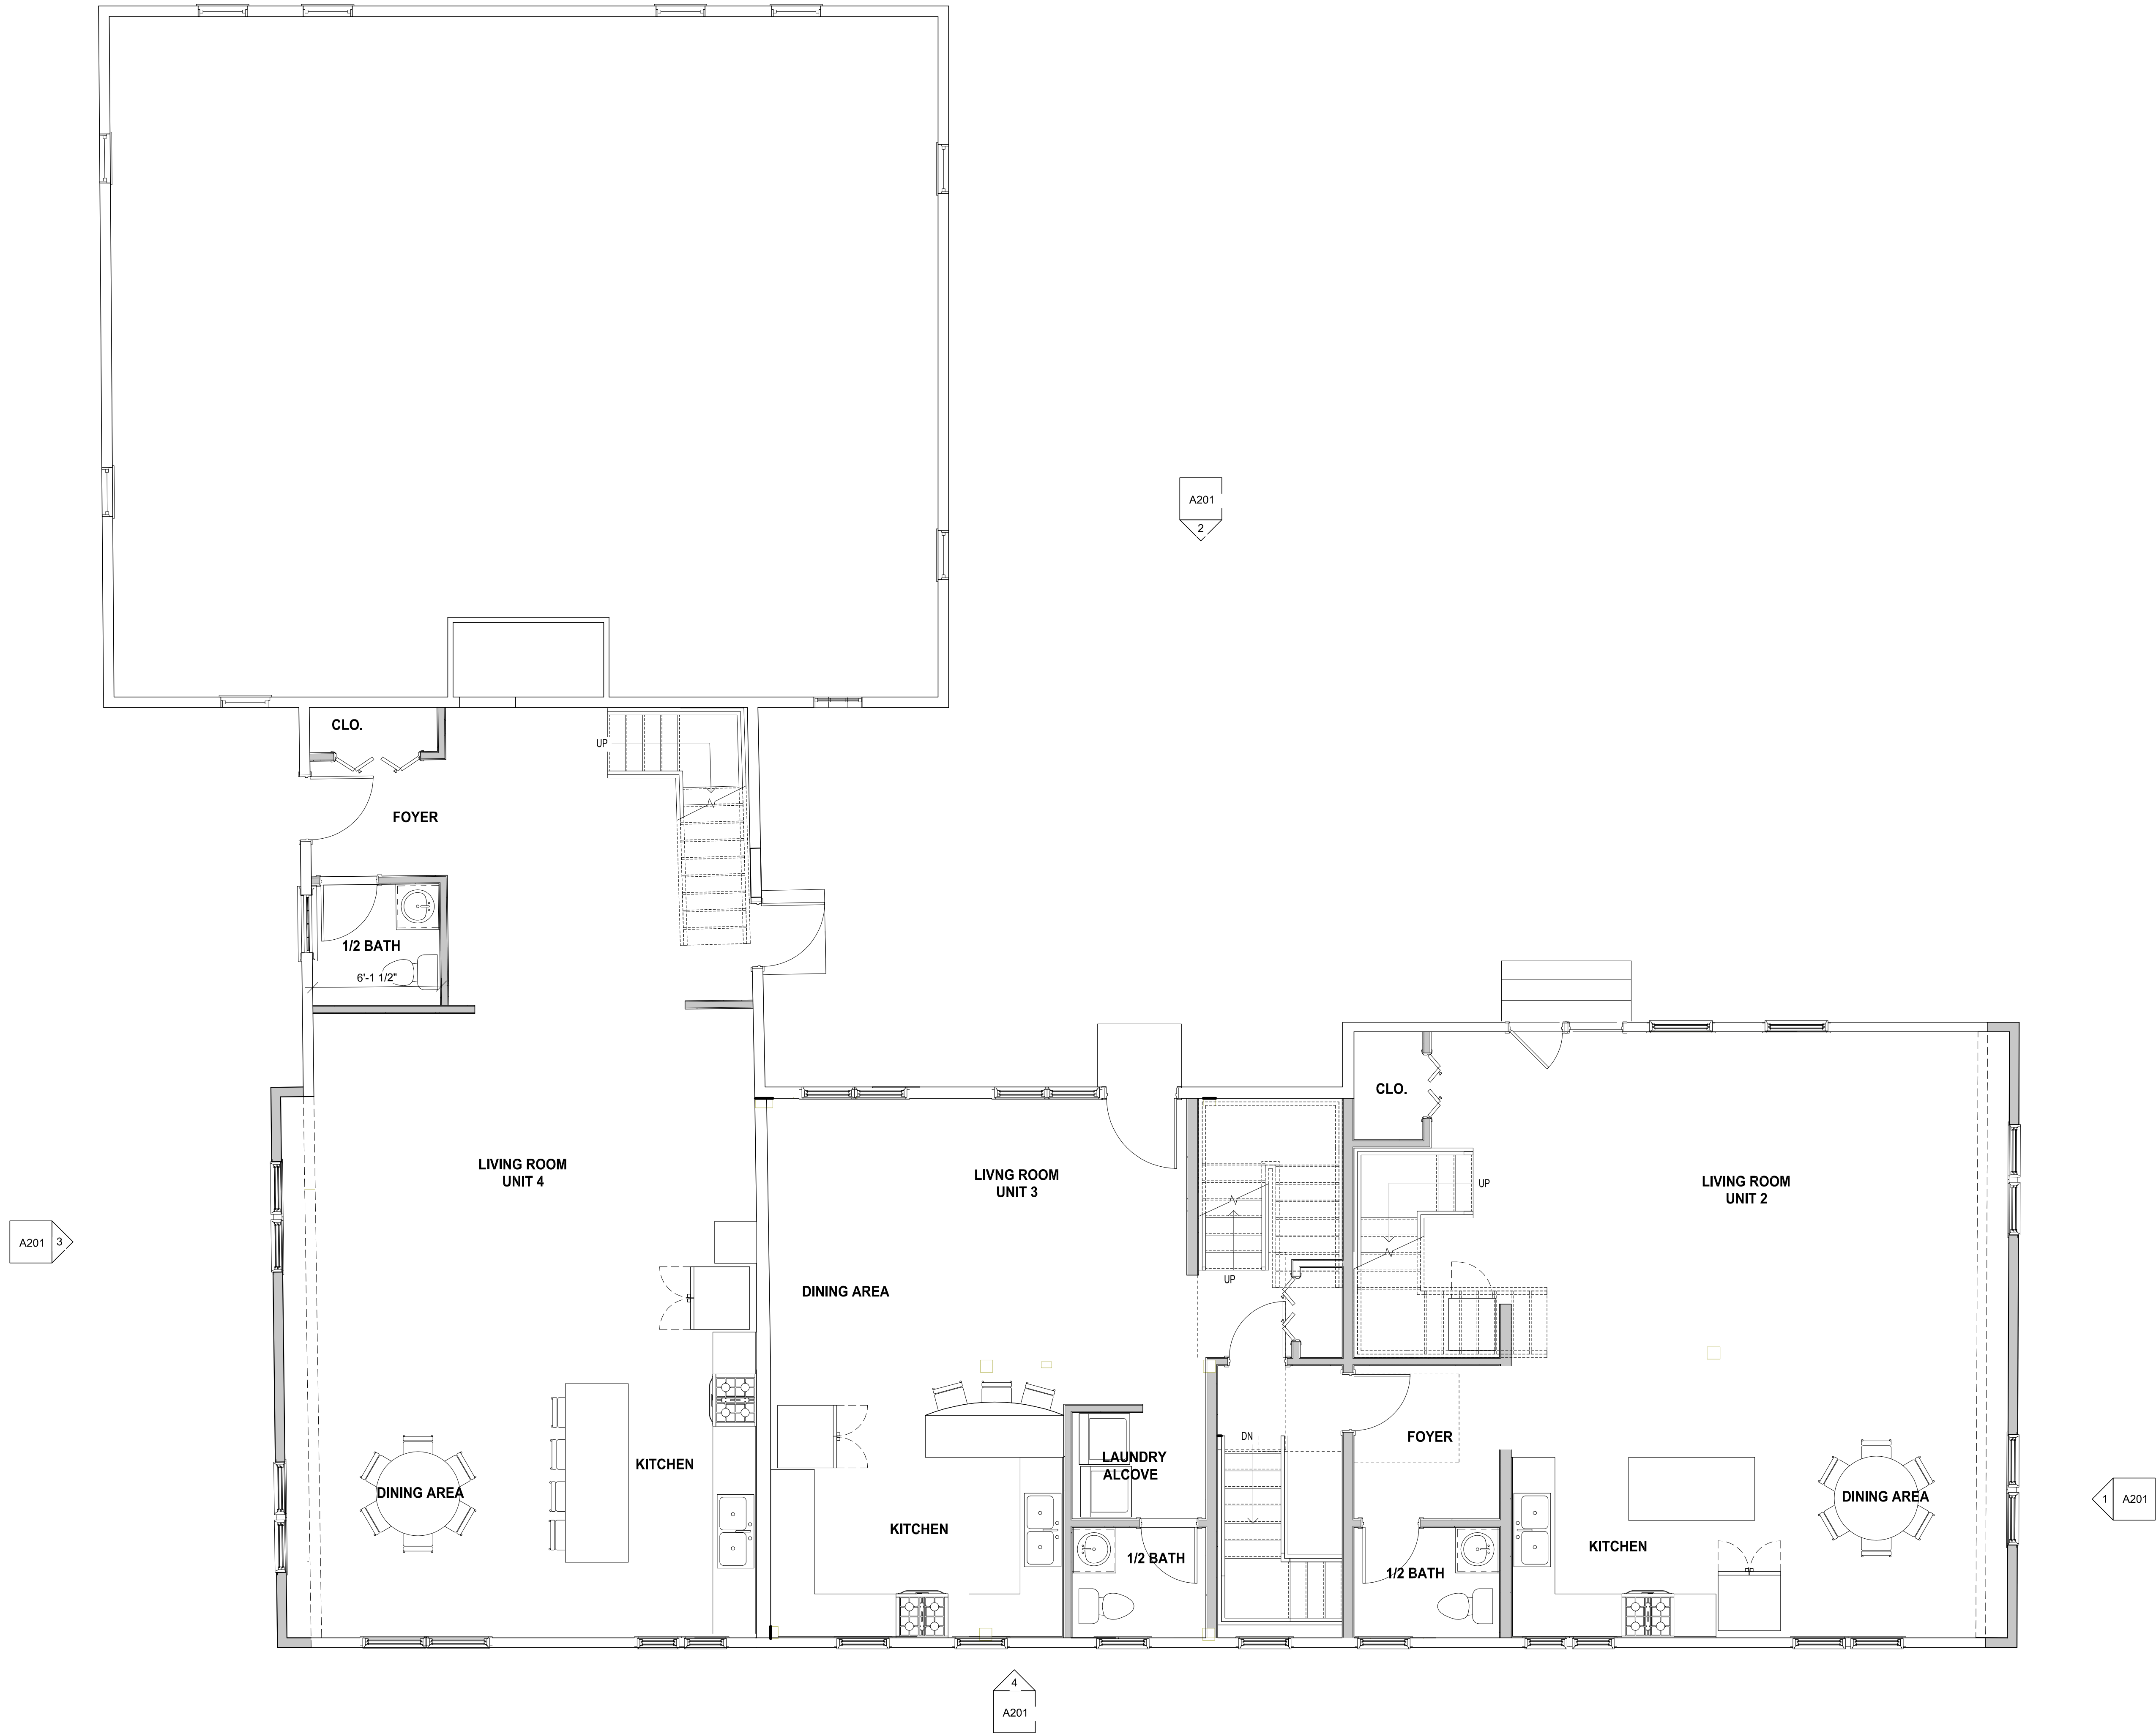 A201
2
CLO.
UP
FOYER
1/2 BATH
6'-1 1/2"
CLO.
LIVING ROOM
UNIT 4
LIVNG ROOM
UNIT 3
LIVING ROOM
UNIT 2
UP
A201
3
UP
DINING AREA
DN
FOYER
LAUNDRY
ALCOVE
KITCHEN
DINING AREA
DINING AREA
1
A201
KITCHEN
KITCHEN
1/2 BATH
1/2 BATH
4
A201